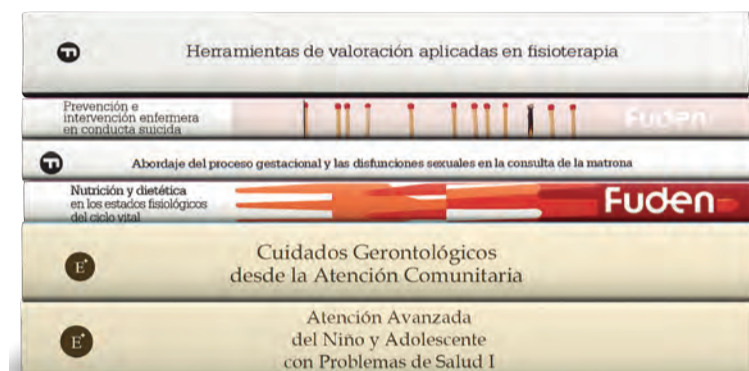 F
Herramientas de valoración aplicadas en fisioterapia
Prevención e
intervención enfermera
en conducta suicida
Fuden
F
Abordaje del proceso gestacional y las disfunciones sexuales en la consulta de la matrona
Nutrición y dietética
en los estados fisiológicos
del ciclo vital
Fuden
E
Cuidados Gerontológicos
desde la Atención Comunitaria
E
Atención Avanzada
del Niño y Adolescente
con Problemas de Salud I